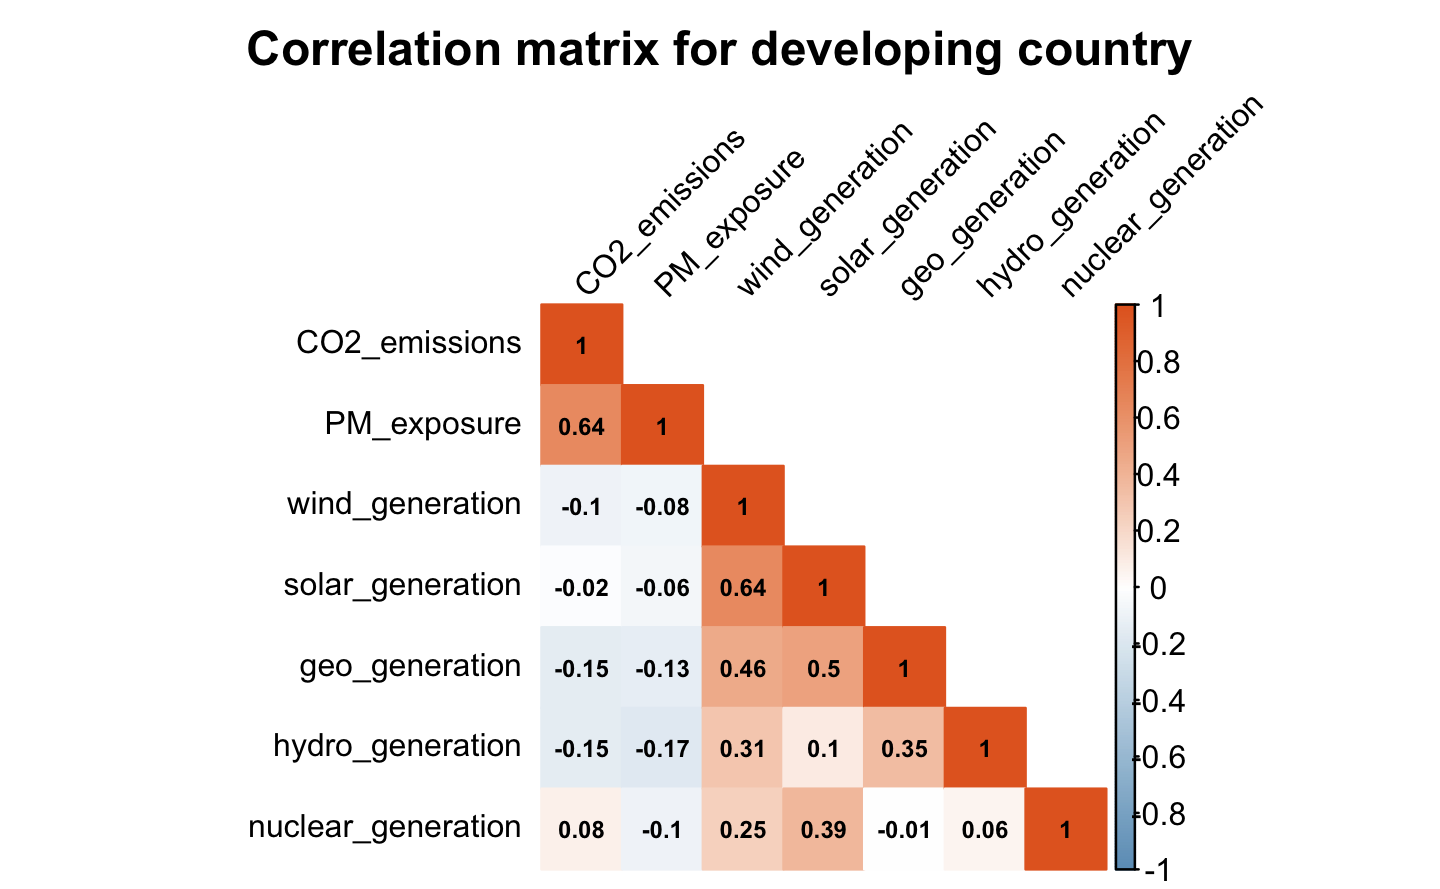 Correlation matrix for developing country
CO2_emissions
PM_exposure
wind_generation
solar_generation
geo_generation
hydro_generation
nuclear_generation
CO2_emissions 1
PM_exposure 0.64 1
wind_generation -0.1 -0.08 1
solar_generation -0.02 -0.06 0.64 1
geo_generation -0.15 -0.13 0.46 0.5 1
hydro_generation -0.15 -0.17 0.31 0.1 0.35 1
nuclear_generation 0.08 -0.1 0.25 0.39 -0.01 0.06 1
1
0.8
0.6
0.4
0.2
0
-0.2
-0.4
-0.6
-0.8
-1